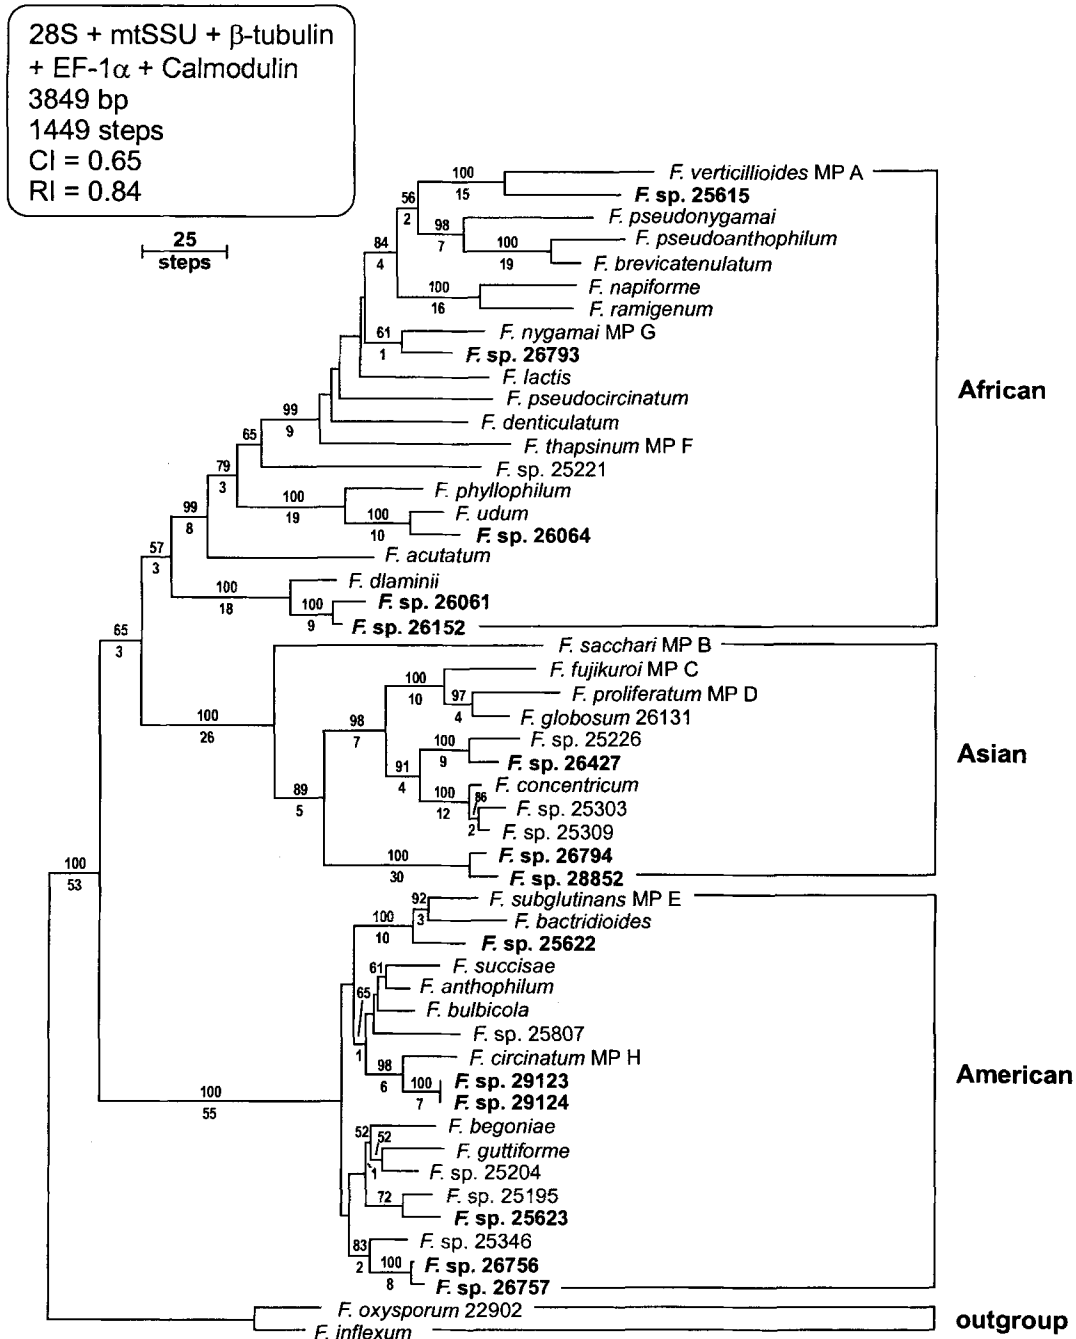 28S + mtSSU + β-tubulin
+ EF-1α + Calmodulin
3849 bp
1449 steps
CI = 0.65
RI = 0.84
25
steps
100
15
F. verticillioides MP A
F. sp. 25615
56
2
98
7
F. pseudonygamai
100
19
F. pseudoanthophilum
F. brevicatenulatum
84
4
100
16
F. napiforme
F. ramigenum
61
1
F. nygamai MP G
F. sp. 26793
F. lactis
F. pseudocircinatum
F. denticulatum
99
9
F. thapsinum MP F
65
F. sp. 25221
79
3
100
19
F. phyllophilum
100
10
F. udum
F. sp. 26064
99
8
F. acutatum
57
3
100
18
F. dlaminii
100
9
F. sp. 26061
F. sp. 26152
African
65
3
F. sacchari MP B
100
26
100
10
F. fujikuroi MP C
97
4
F. proliferatum MP D
F. globosum 26131
98
7
100
9
F. sp. 25226
F. sp. 26427
91
4
100
12
F. concentricum
86
2
F. sp. 25303
F. sp. 25309
89
5
100
30
F. sp. 26794
F. sp. 28852
Asian
100
53
92
3
F. subglutinans MP E
F. bactridioides
100
10
F. sp. 25622
61
F. succisae
F. anthophilum
F. bulbicola
65
1
F. sp. 25807
98
6
F. circinatum MP H
100
7
F. sp. 29123
F. sp. 29124
American
100
55
52
F. begoniae
52
1
F. guttiforme
F. sp. 25204
72
F. sp. 25195
F. sp. 25623
83
2
F. sp. 25346
100
8
F. sp. 26756
F. sp. 26757
F. oxysporum 22902
F. inflexum
outgroup